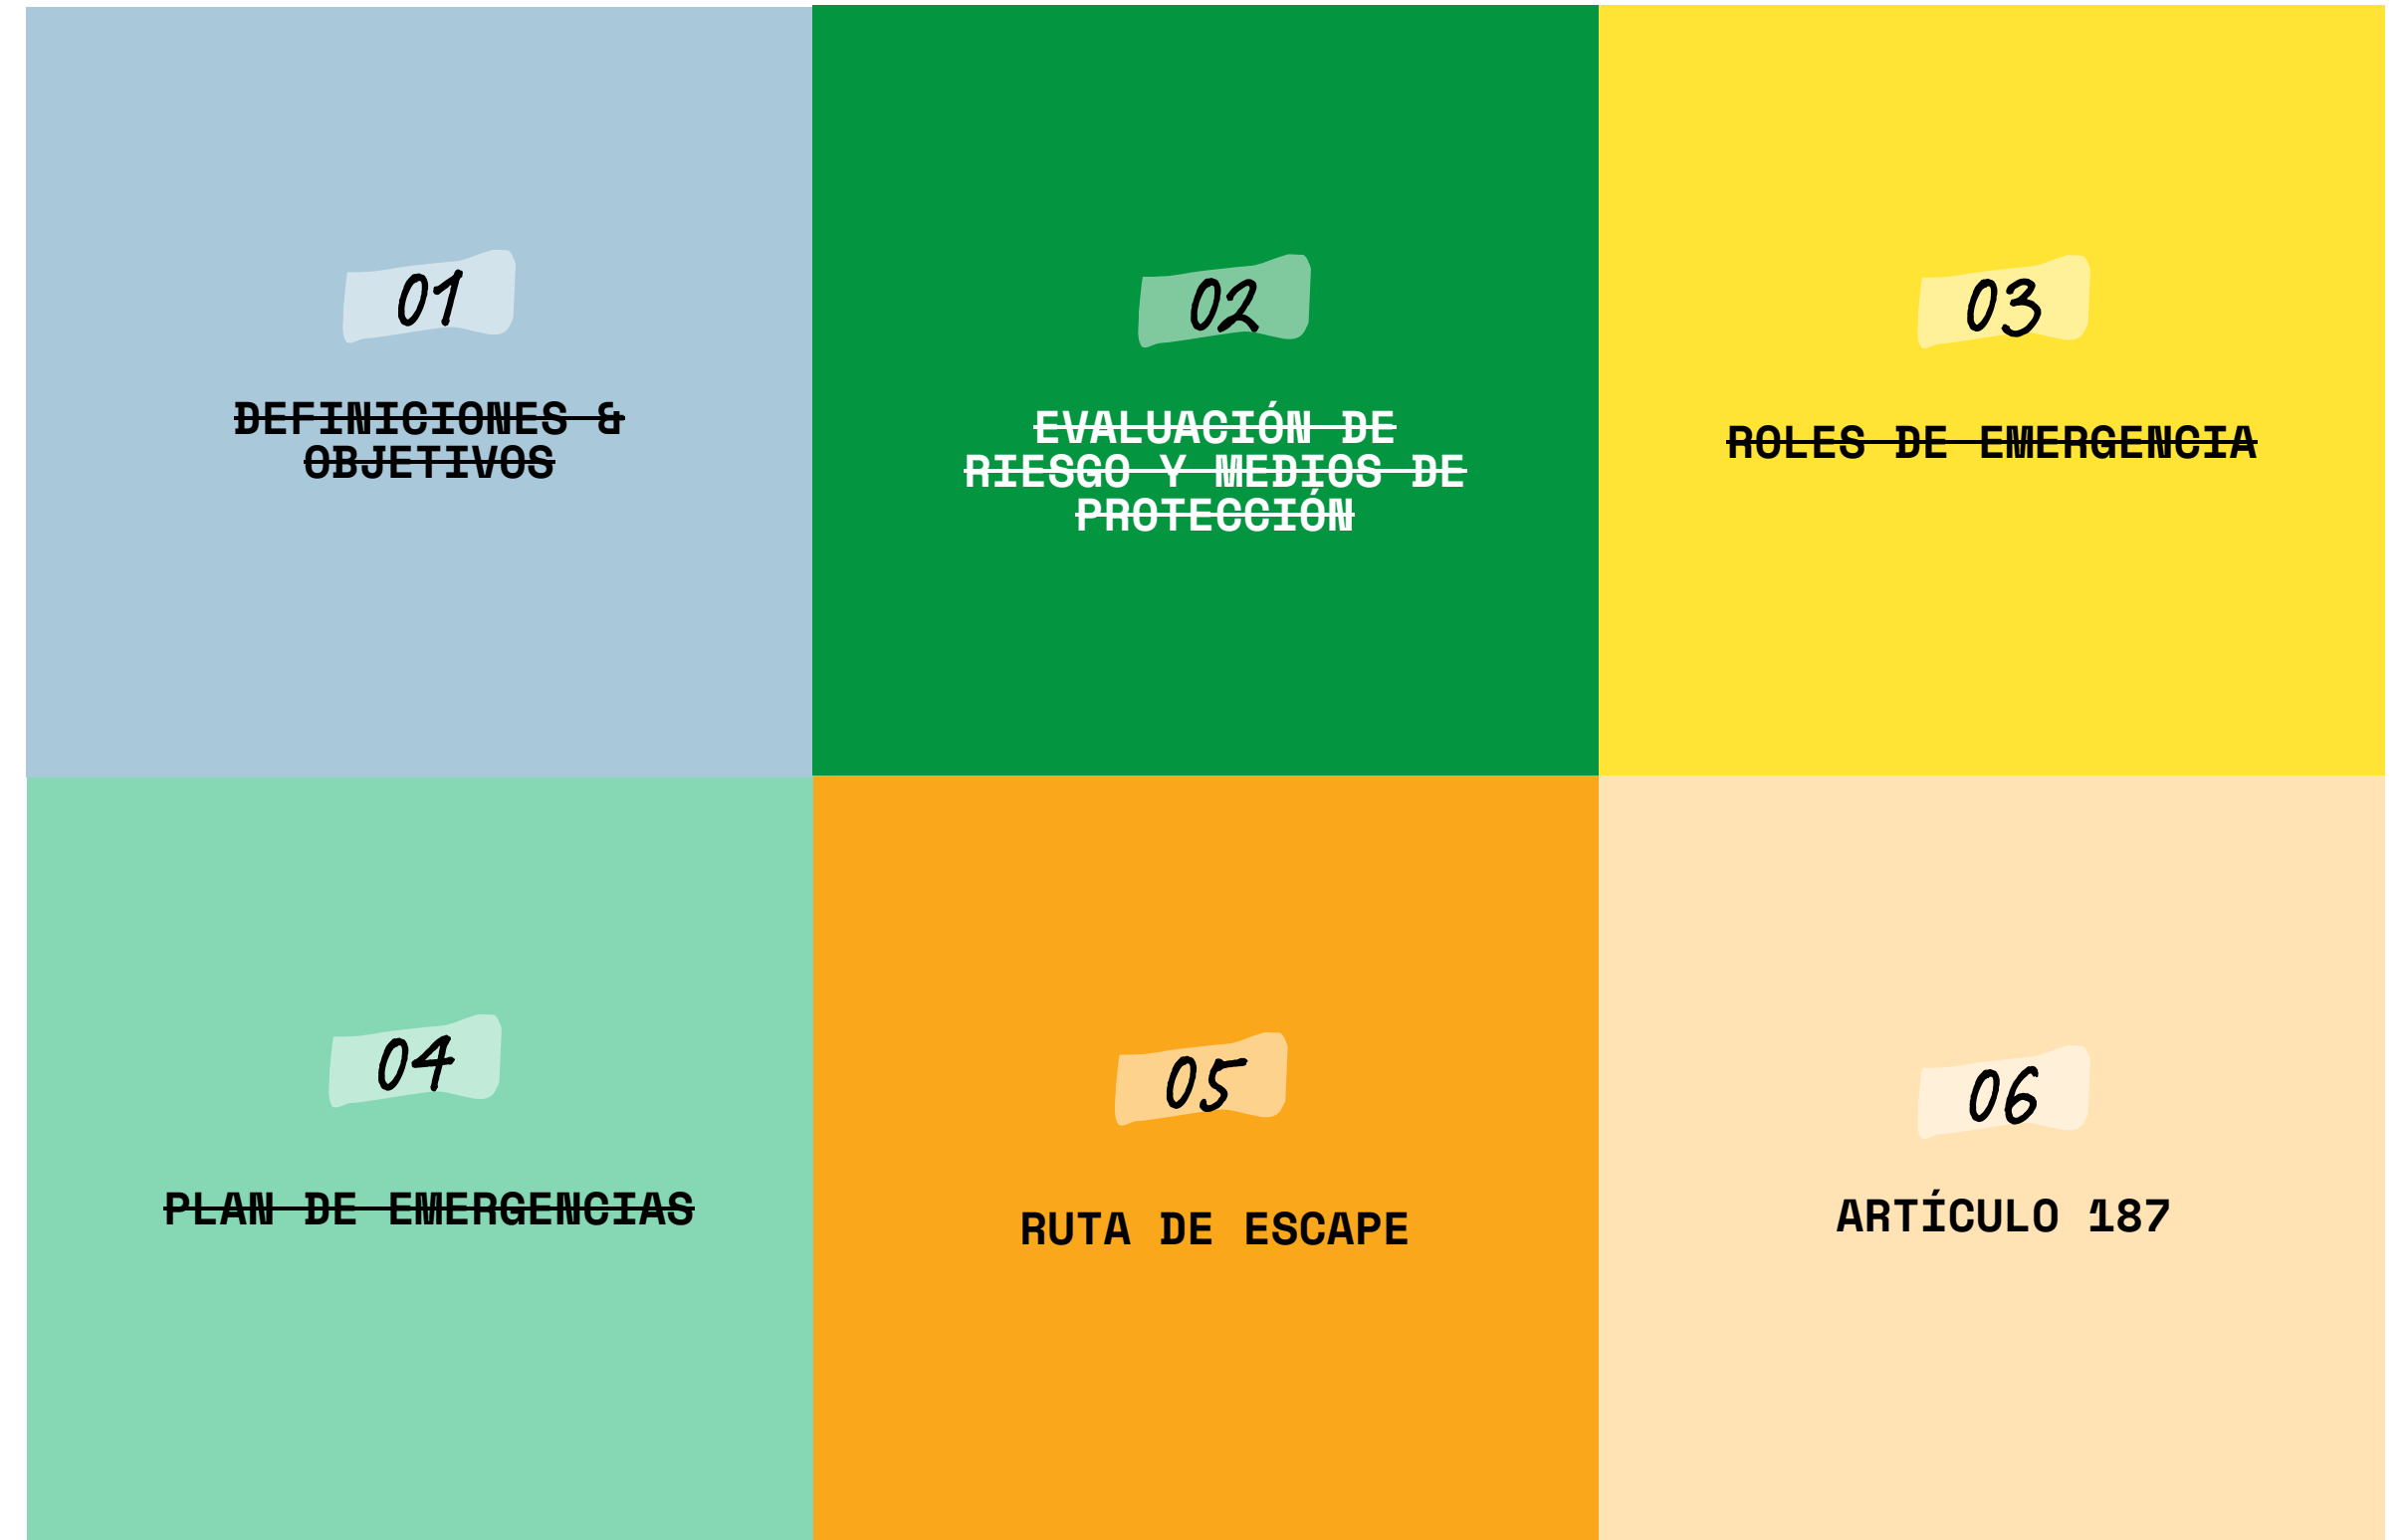 01
DEFINICIONES &
OBJETIVOS
02
EVALUACIÓN DE
RIESGO Y MEDIOS DE
PROTECCIÓN
03
ROLES DE EMERGENCIA
04
PLAN DE EMERGENCIAS
05
RUTA DE ESCAPE
06
ARTÍCULO 187